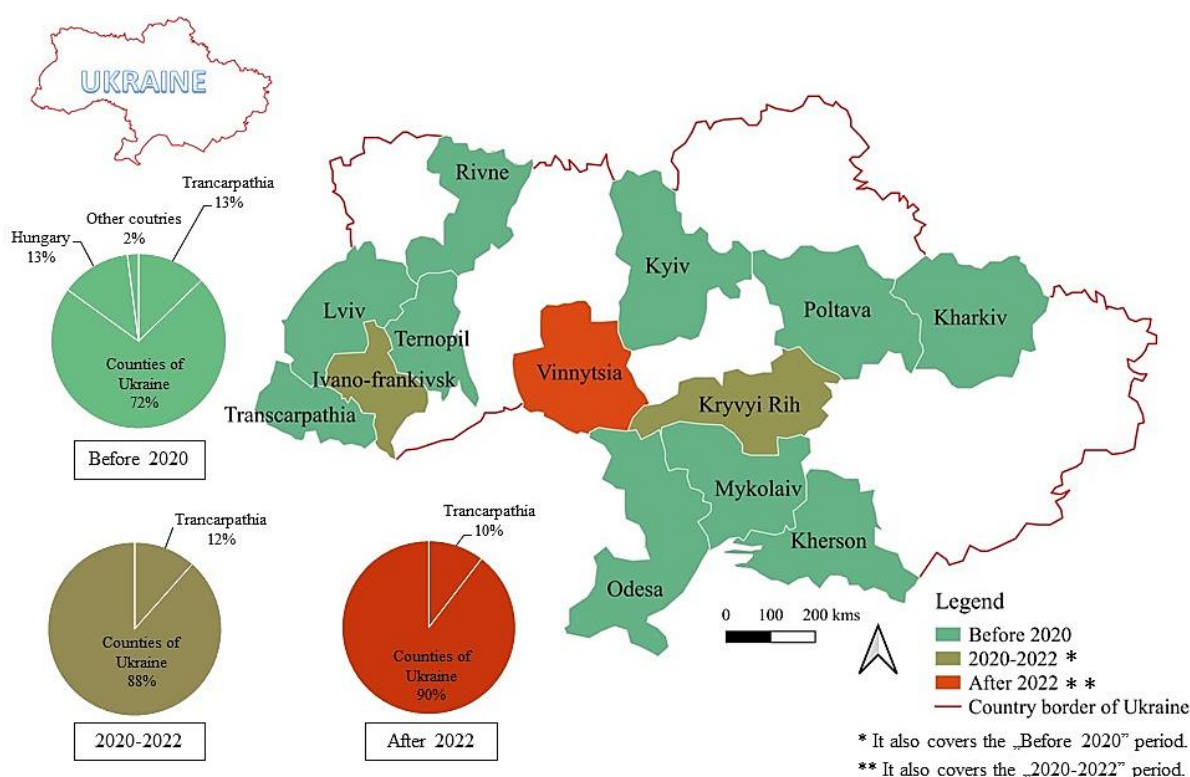 UKRAINE
Trancarpathia
13%
Other coutries
2%
Hungary
13%
Counties of
Ukraine
72%
Before 2020
Trancarpathia
12%
Counties of
Ukraine
88%
2020-2022
Trancarpathia
10%
Counties of
Ukraine
90%
After 2022
Rivne
Kyiv
Lviv
Ternopil
Poltava
Kharkiv
Ivano-frankivsk
Vinnytsia
Transcarpathia
Kryvyi Rih
Mykolaiv
Kherson
Odesa
0 100 200 kms
Legend
Before 2020
2020-2022 *
After 2022 * *
Country border of Ukraine
* It also covers the „Before 2020” period.
** It also covers the „2020-2022” period.